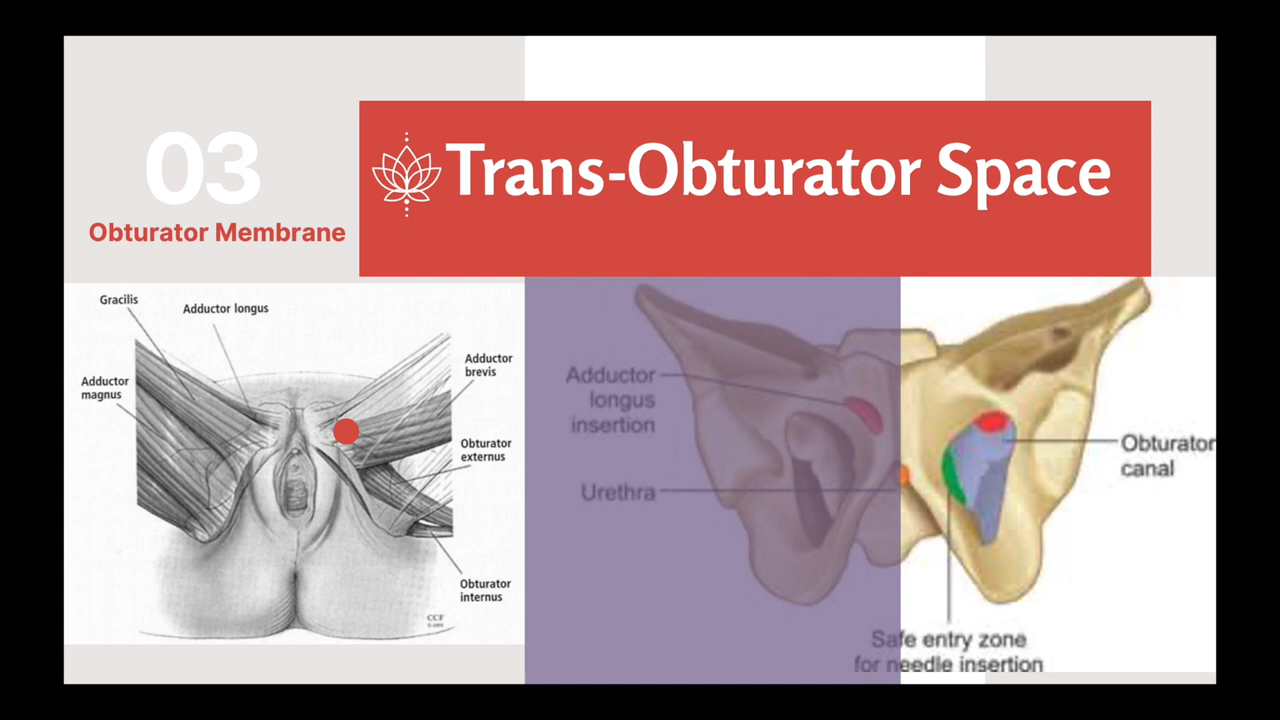 03
Obturator Membrane
Trans-Obturator Space
Gracilis
Adductor longus
Adductor
magnus
Adductor
brevis
Obturator
externus
Obturator
internus
CCF
Adductor
longus
insertion
Urethra
Obturator
canal
Safe entry zone
for needle insertion